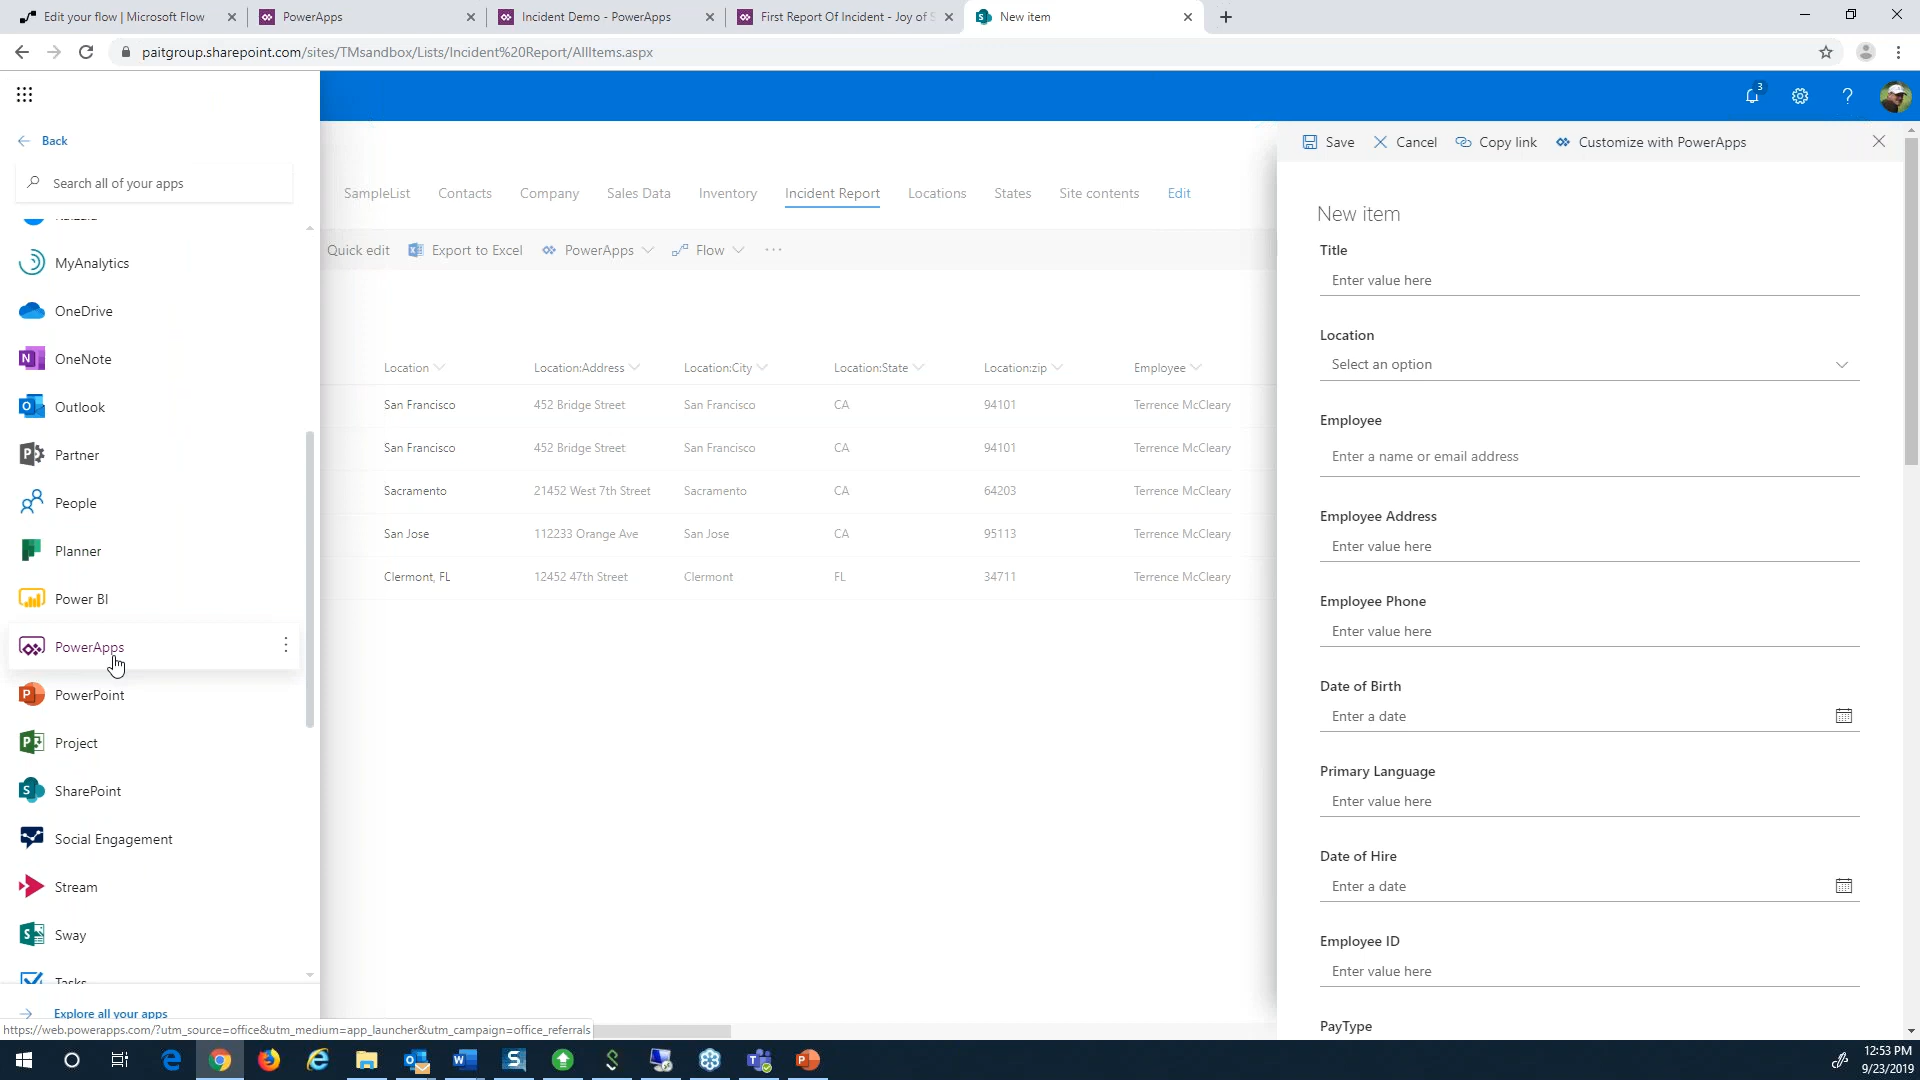 Edit your flow | Microsoft Flow
PowerApps
Incident Demo - PowerApps
First Report Of Incident - Joy of S
New item
paitgroup.sharepoint.com/sites/TMsandbox/Lists/Incident%20Report/AllItems.aspx
3
Back
Search all of your apps
MyAnalytics
OneDrive
OneNote
Outlook
Partner
People
Planner
Power BI
PowerApps
PowerPoint
Project
SharePoint
Social Engagement
Stream
Sway
Tasks
Explore all your apps
https://web.powerapps.com/?utm_source=office&utm_medium=app_launcher&utm_campaign=office_referrals
SampleList Contacts Company Sales Data Inventory Incident Report Locations States Site contents Edit
Quick edit Export to Excel PowerApps Flow ...
Location Location:Address Location:City Location:State Location:zip Employee
San Francisco 452 Bridge Street San Francisco CA 94101 Terrence McCleary
San Francisco 452 Bridge Street San Francisco CA 94101 Terrence McCleary
Sacramento 21452 West 7th Street Sacramento CA 64203 Terrence McCleary
San Jose 112233 Orange Ave San Jose CA 95113 Terrence McCleary
Clermont, FL 12452 47th Street Clermont FL 34711 Terrence McCleary
Save Cancel Copy link Customize with PowerApps
New item
Title
Enter value here
Location
Select an option
Employee
Enter a name or email address
Employee Address
Enter value here
Employee Phone
Enter value here
Date of Birth
Enter a date
Primary Language
Enter value here
Date of Hire
Enter a date
Employee ID
Enter value here
PayType
12:53 PM
9/23/2019